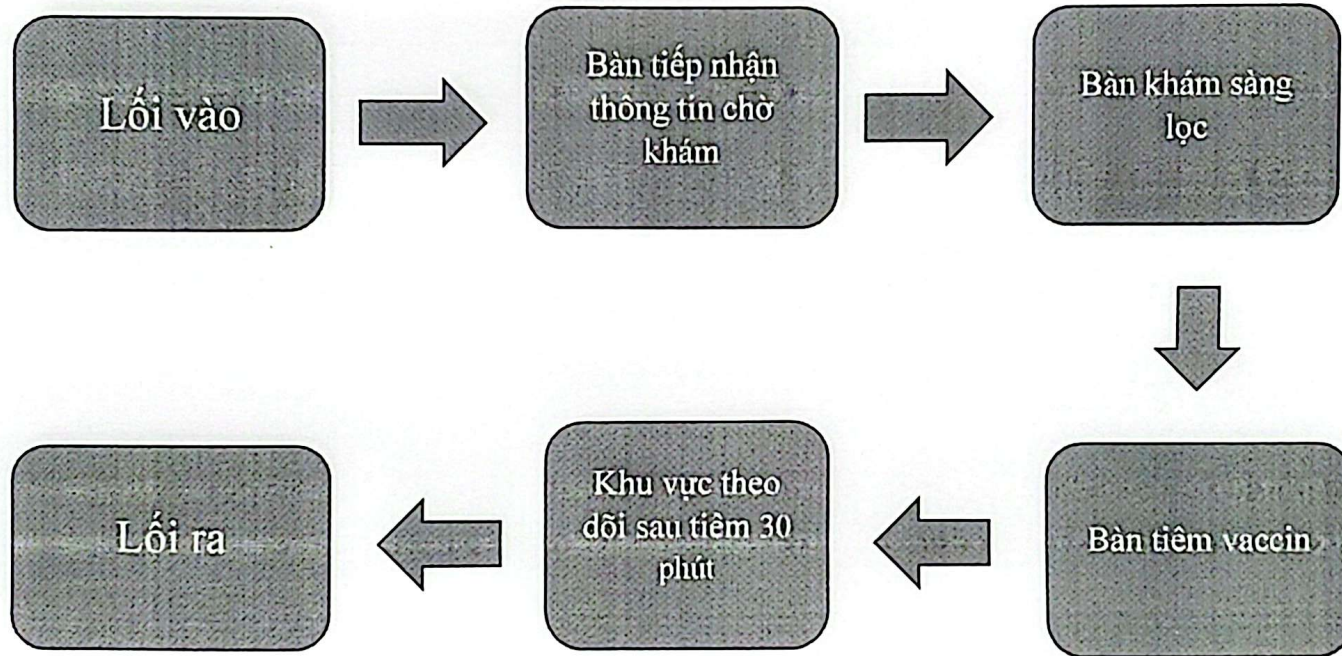 Lối vào
Bàn tiếp nhận
thông tin chờ
khám
Bàn khám sàng
lọc
Bàn tiêm vaccin
Khu vực theo
dõi sau tiêm 30
phút
Lối ra